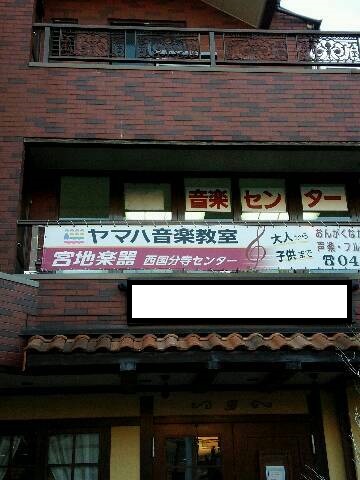 音楽センター
ヤマハ音楽教室
宮地楽器 西国分寺センター
大人から
子供まで
おんがくな
声楽・フル
☎04